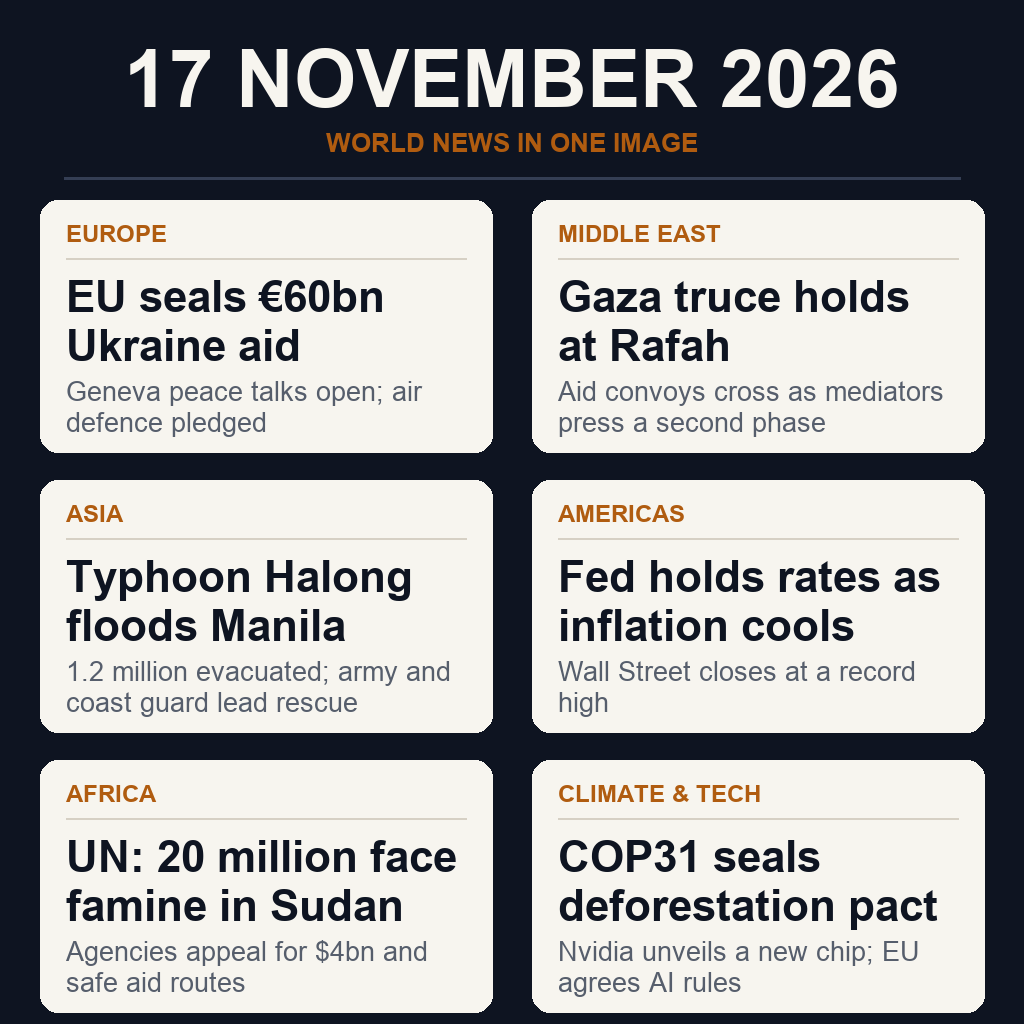 17 NOVEMBER 2026
WORLD NEWS IN ONE IMAGE
EUROPE
EU seals €60bn
Ukraine aid
Geneva peace talks open; air
defence pledged
MIDDLE EAST
Gaza truce holds
at Rafah
Aid convoys cross as mediators
press a second phase
ASIA
Typhoon Halong
floods Manila
1.2 million evacuated; army and
coast guard lead rescue
AMERICAS
Fed holds rates as
inflation cools
Wall Street closes at a record
high
AFRICA
UN: 20 million face
famine in Sudan
Agencies appeal for $4bn and
safe aid routes
CLIMATE & TECH
COP31 seals
deforestation pact
Nvidia unveils a new chip; EU
agrees AI rules